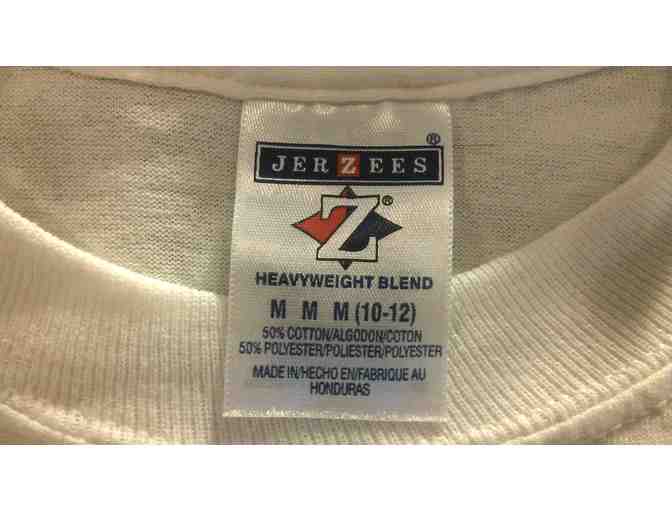 JERZEES®
Z®
HEAVYWEIGHT BLEND
M M M (10-12)
50% COTTON/ALGODON/COTON
50% POLYESTER/POLIESTER/POLYESTER
MADE IN/HECHO EN/FABRIQUE AU
HONDURAS